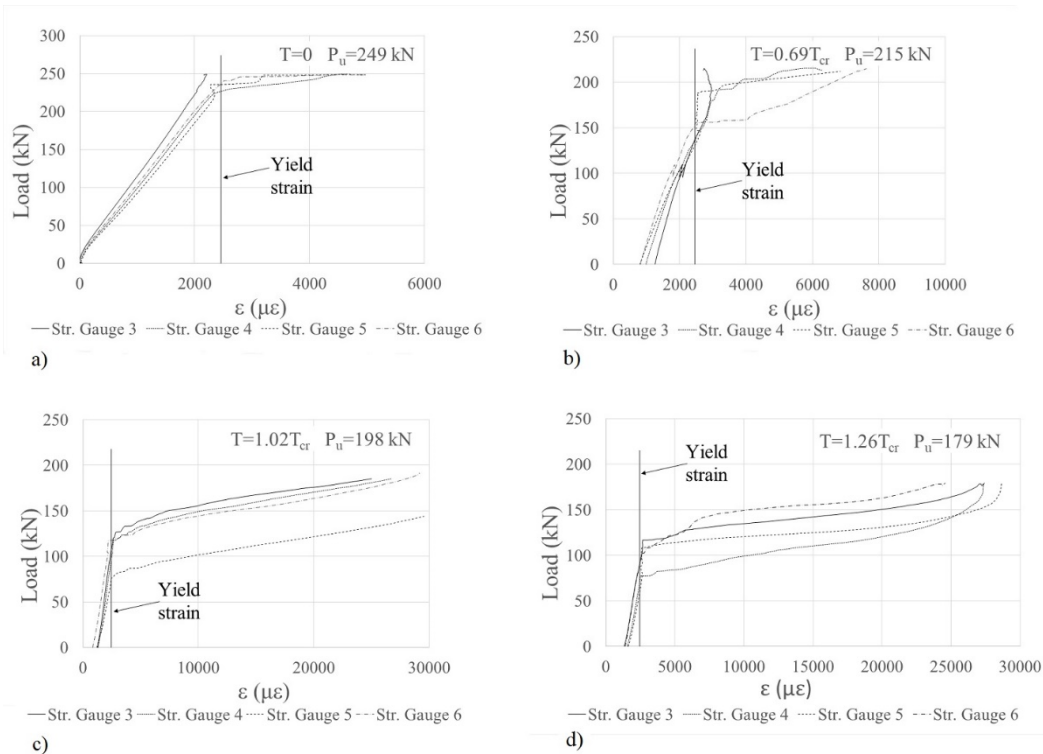 T=0 P_u=249 kN
300
250
200
150
100
50
0
Load (kN)
Yield
strain
0 2000 4000 6000
ε (με)
Str. Gauge 3 Str. Gauge 4 Str. Gauge 5 Str. Gauge 6
a)
T=0.69T_cr P_u=215 kN
250
200
150
100
50
0
Load (kN)
Yield
strain
0 2000 4000 6000 8000 10000
ε (με)
Str. Gauge 3 Str. Gauge 4 Str. Gauge 5 Str. Gauge 6
b)
T=1.02T_cr P_u=198 kN
250
200
150
100
50
0
Load (kN)
Yield
strain
0 10000 20000 30000
ε (με)
Str. Gauge 3 Str. Gauge 4 Str. Gauge 5 Str. Gauge 6
c)
T=1.26T_cr P_u=179 kN
250
200
150
100
50
0
Load (kN)
Yield
strain
0 5000 10000 15000 20000 25000 30000
ε (με)
Str. Gauge 3 Str. Gauge 4 Str. Gauge 5 Str. Gauge 6
d)